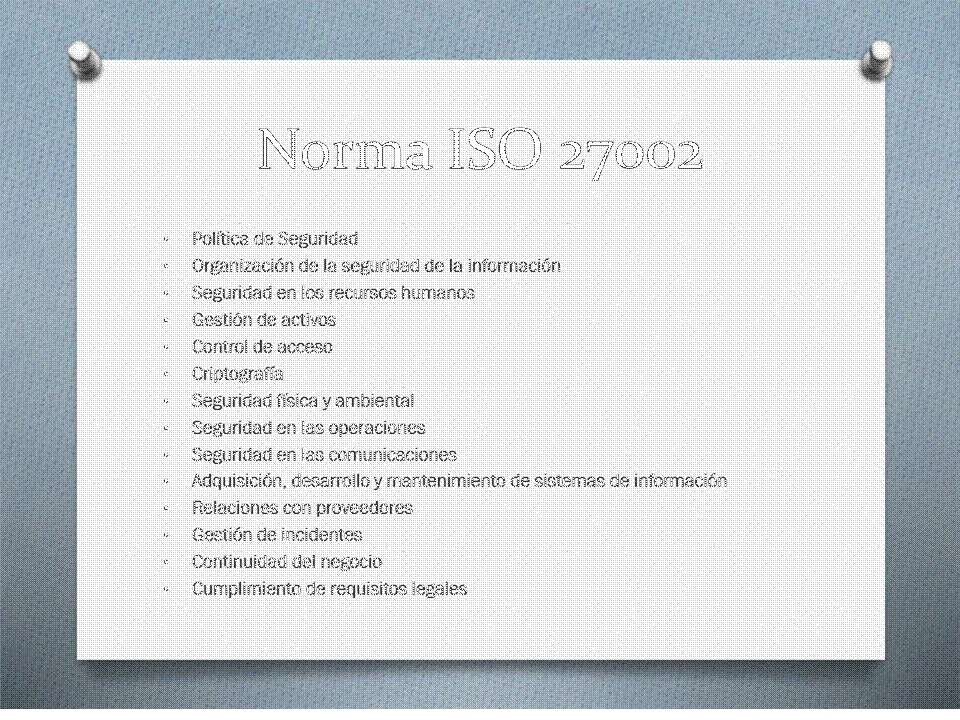 Norma ISO 27002
Política de Seguridad
Organización de la seguridad de la información
Seguridad en los recursos humanos
Gestión de activos
Control de acceso
Criptografía
Seguridad física y ambiental
Seguridad en las operaciones
Seguridad en las comunicaciones
Adquisición, desarrollo y mantenimiento de sistemas de información
Relaciones con proveedores
Gestión de incidentes
Continuidad del negocio
Cumplimiento de requisitos legales